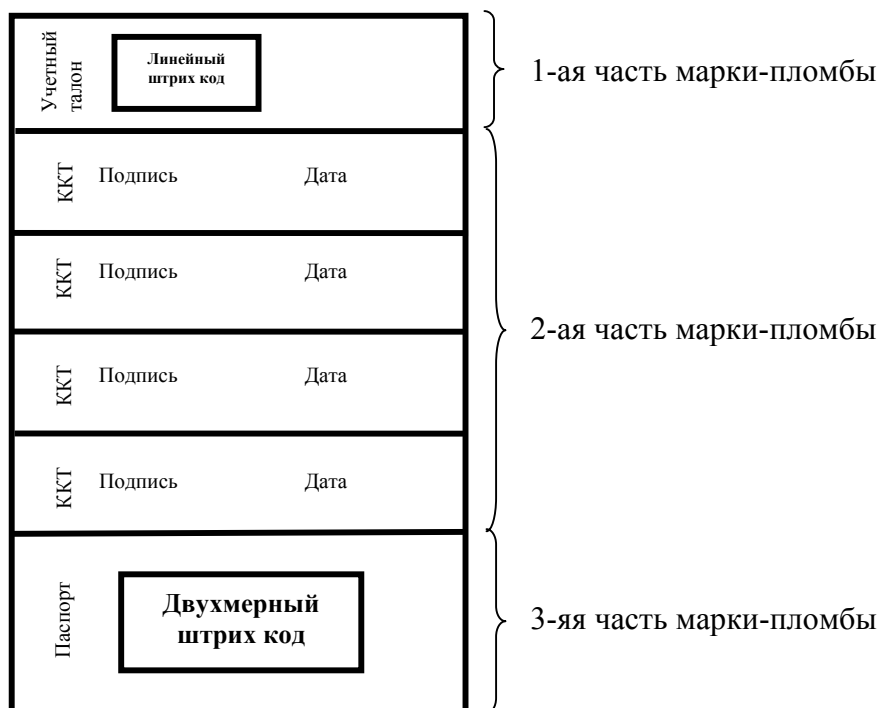 Учетный
талон
Линейный
штрих код
1-ая часть марки-пломбы
ККТ Подпись Дата
ККТ Подпись Дата
2-ая часть марки-пломбы
ККТ Подпись Дата
ККТ Подпись Дата
Паспорт
Двухмерный
штрих код
3-яя часть марки-пломбы